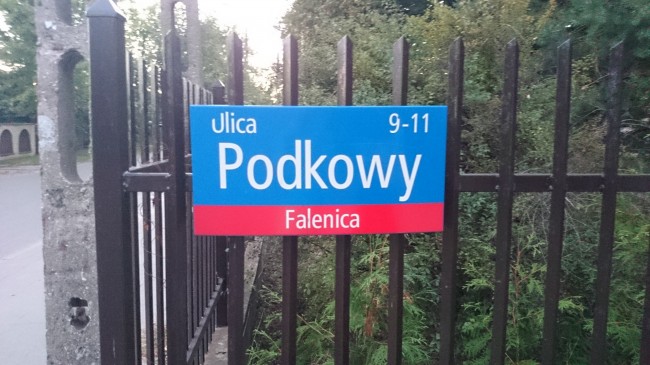 Ulica 9-11
Podkowy
Falenica